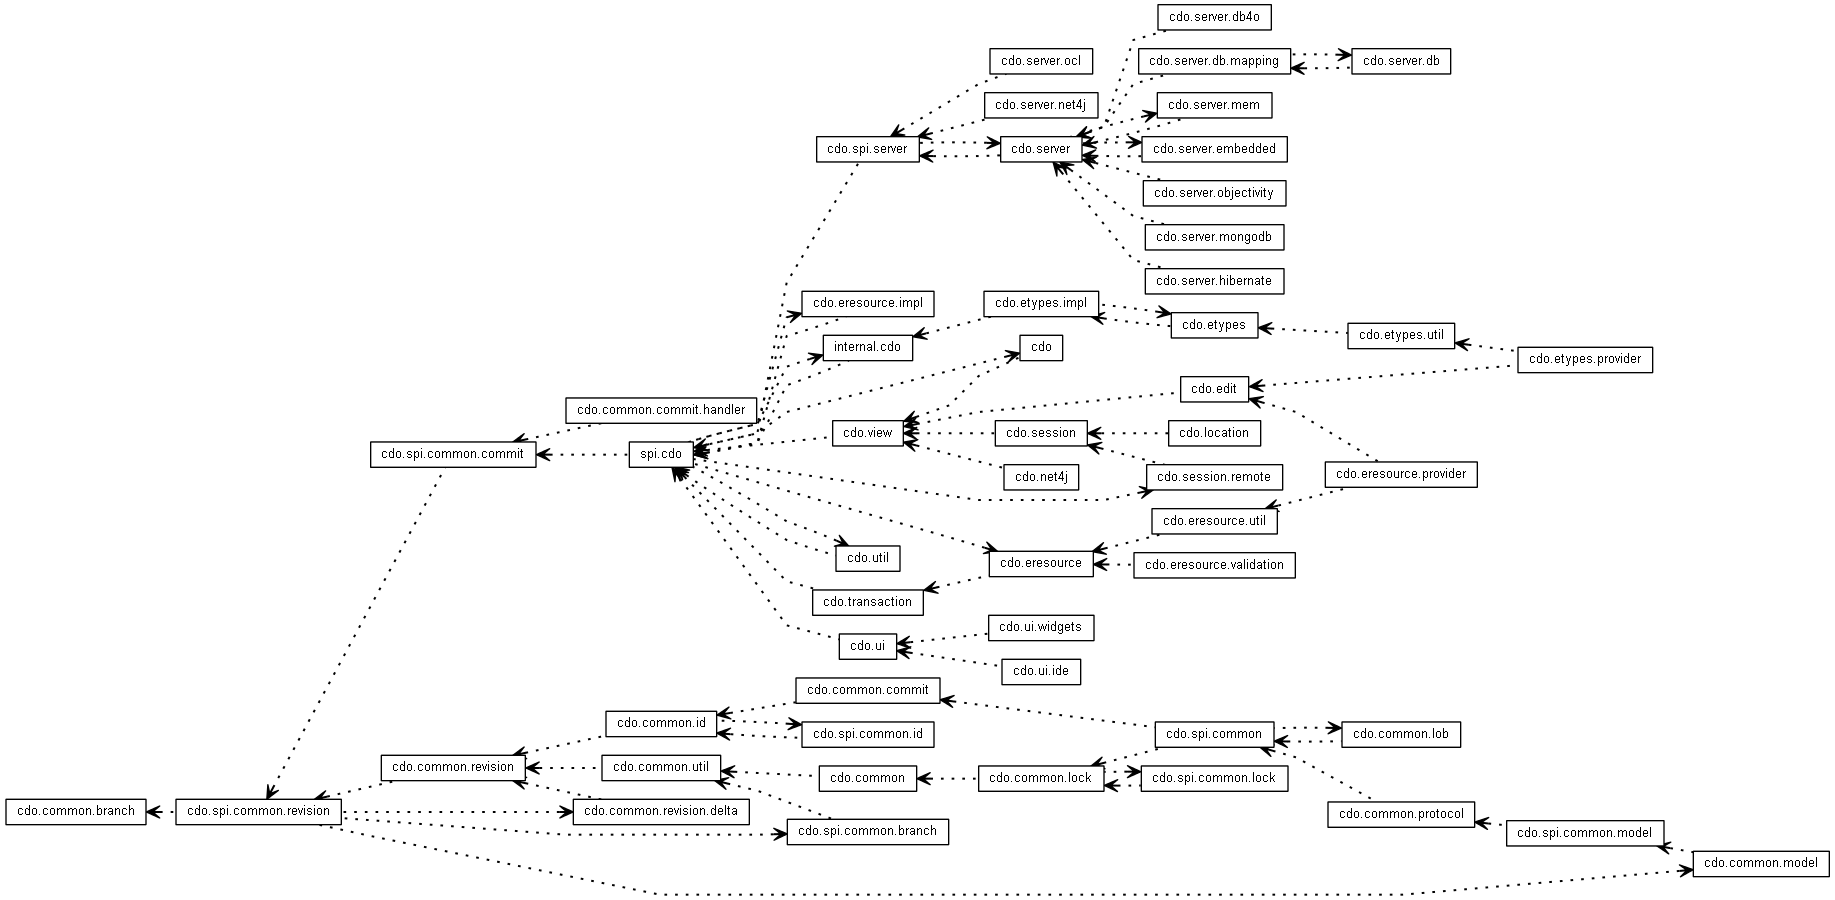 cdo.server.db4o
cdo.server.ocl
cdo.server.db.mapping
cdo.server.db
cdo.server.net4j
cdo.server.mem
cdo.spi.server
cdo.server
cdo.server.embedded
cdo.server.objectivity
cdo.server.mongodb
cdo.server.hibernate
cdo.eresource.impl
cdo.etypes.impl
cdo.etypes
cdo.etypes.util
internal.cdo
cdo
cdo.etypes.provider
cdo.edit
cdo.common.commit.handler
cdo.view
cdo.session
cdo.location
cdo.spi.common.commit
spi.cdo
cdo.net4j
cdo.session.remote
cdo.eresource.provider
cdo.eresource.util
cdo.util
cdo.eresource
cdo.eresource.validation
cdo.transaction
cdo.ui.widgets
cdo.ui
cdo.ui.ide
cdo.common.commit
cdo.common.id
cdo.spi.common.id
cdo.spi.common
cdo.common.lob
cdo.common.revision
cdo.common.util
cdo.common
cdo.common.lock
cdo.spi.common.lock
cdo.common.branch
cdo.spi.common.revision
cdo.common.revision.delta
cdo.common.protocol
cdo.spi.common.branch
cdo.spi.common.model
cdo.common.model